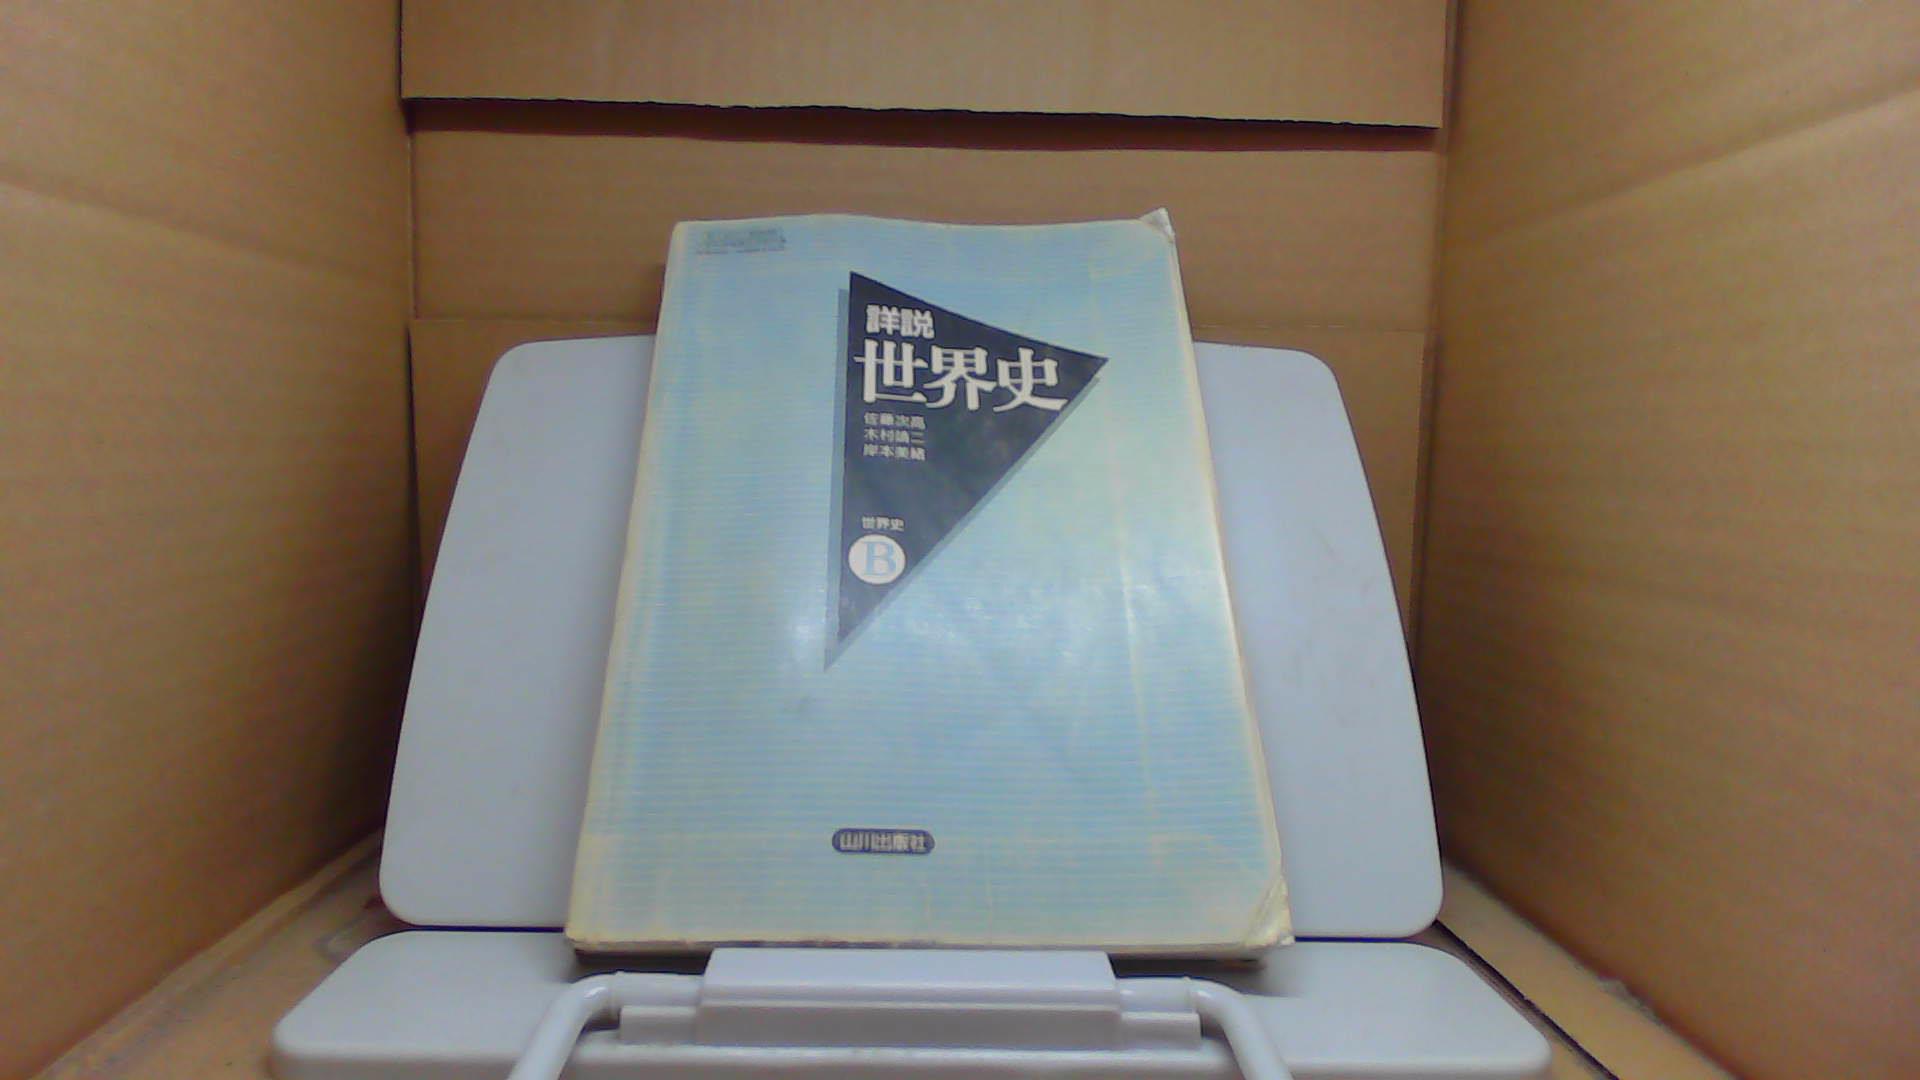 詳説
世界史
佐藤次高
木村靖二
岸本美緒
世界史
B
山川出版社